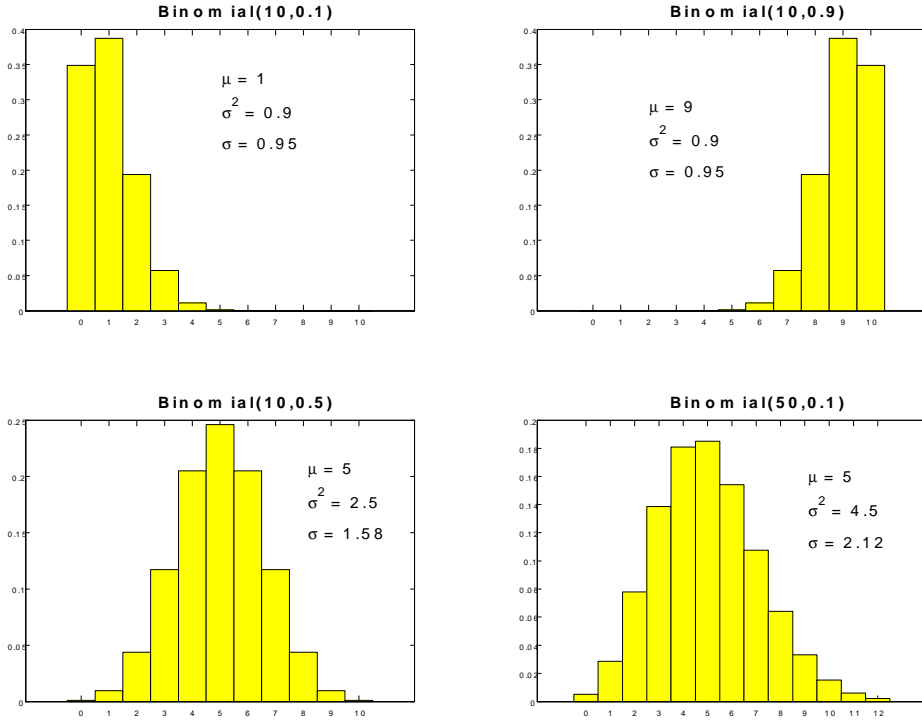 Binomial(10,0.1)
0.4
0.35
0.3
0.25
0.2
0.15
0.1
0.05
0
0 1 2 3 4 5 6 7 8 9 10
μ = 1
σ² = 0.9
σ = 0.95
Binomial(10,0.9)
0.4
0.35
0.3
0.25
0.2
0.15
0.1
0.05
0
0 1 2 3 4 5 6 7 8 9 10
μ = 9
σ² = 0.9
σ = 0.95
Binomial(10,0.5)
0.25
0.2
0.15
0.1
0.05
0
0 1 2 3 4 5 6 7 8 9 10
μ = 5
σ² = 2.5
σ = 1.58
Binomial(50,0.1)
0.2
0.18
0.16
0.14
0.12
0.1
0.08
0.06
0.04
0.02
0
0 1 2 3 4 5 6 7 8 9 10 11 12
μ = 5
σ² = 4.5
σ = 2.12